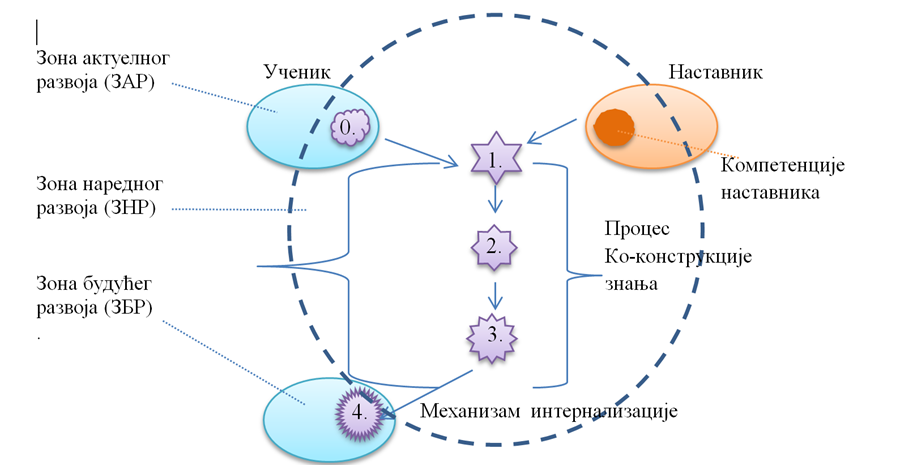 Зона актуелног
развоја (ЗАР)
Ученик
Наставник
0.
1.
Компетенције
наставника
Зона наредног
развоја (ЗНР)
2.
Процес
Ко-конструкције
знања
Зона будућег
развоја (ЗБР)
.
3.
4.
Механизам интернализације